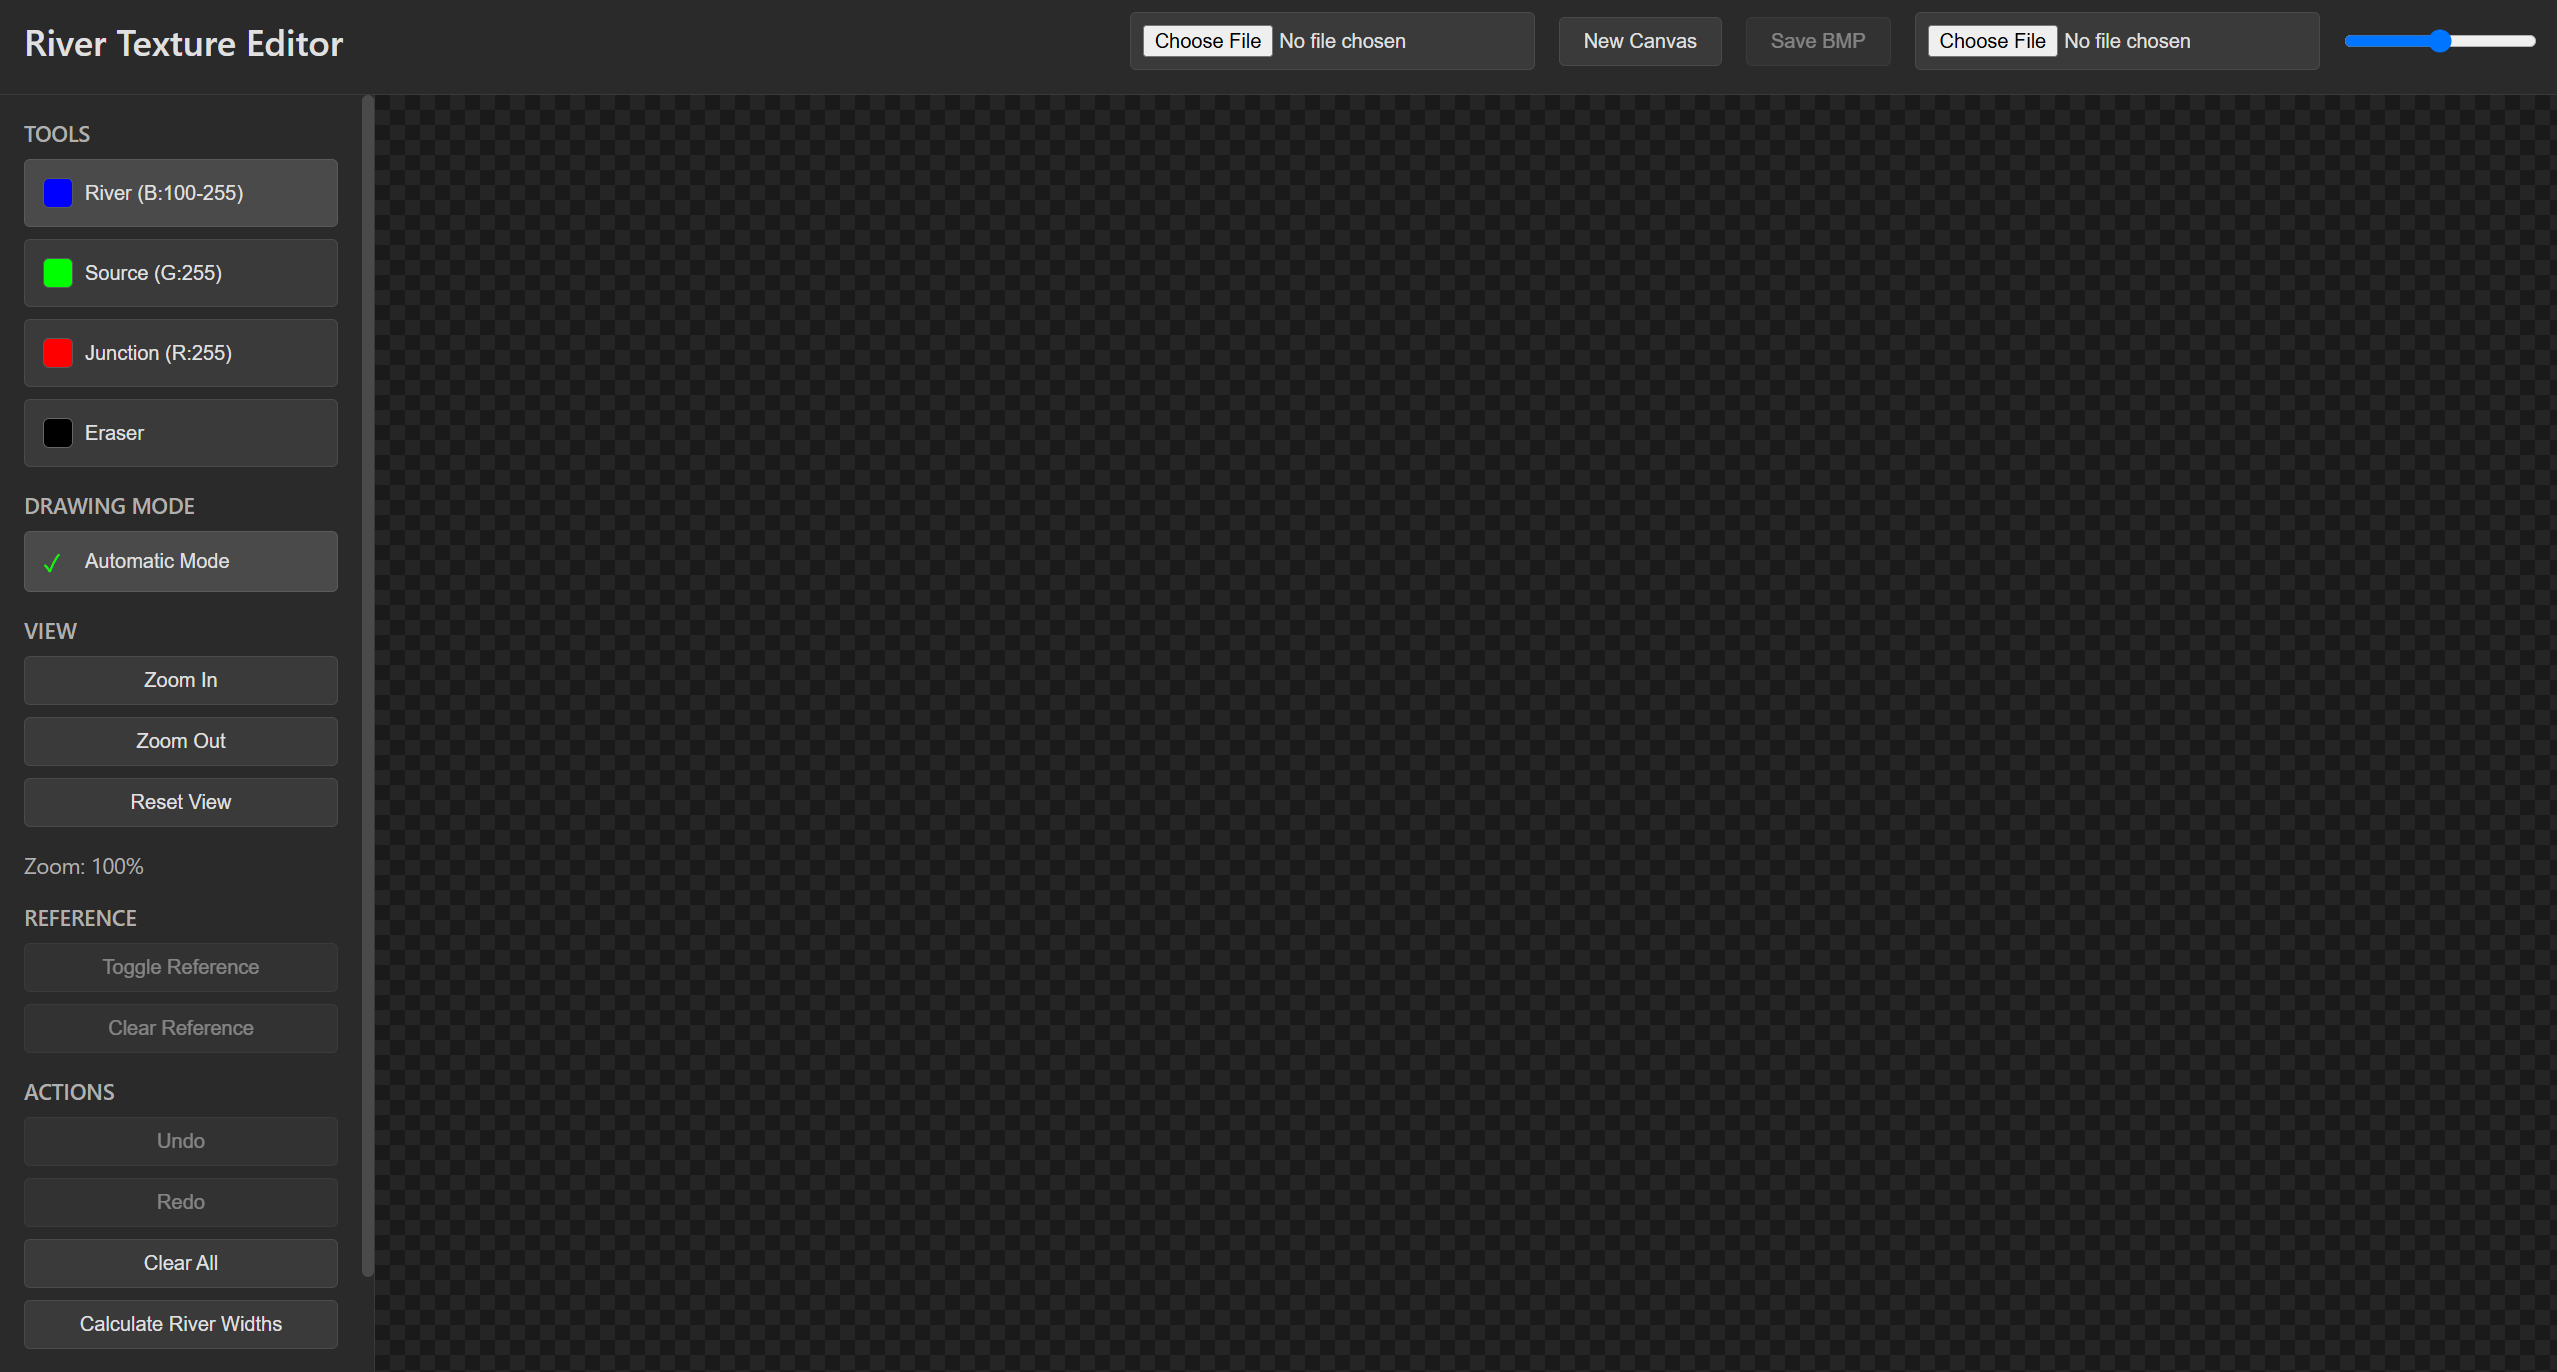 River Texture Editor
Choose File No file chosen
New Canvas
Save BMP
Choose File No file chosen
TOOLS
River (B:100-255)
Source (G:255)
Junction (R:255)
Eraser
DRAWING MODE
✓ Automatic Mode
VIEW
Zoom In
Zoom Out
Reset View
Zoom: 100%
REFERENCE
Toggle Reference
Clear Reference
ACTIONS
Undo
Redo
Clear All
Calculate River Widths